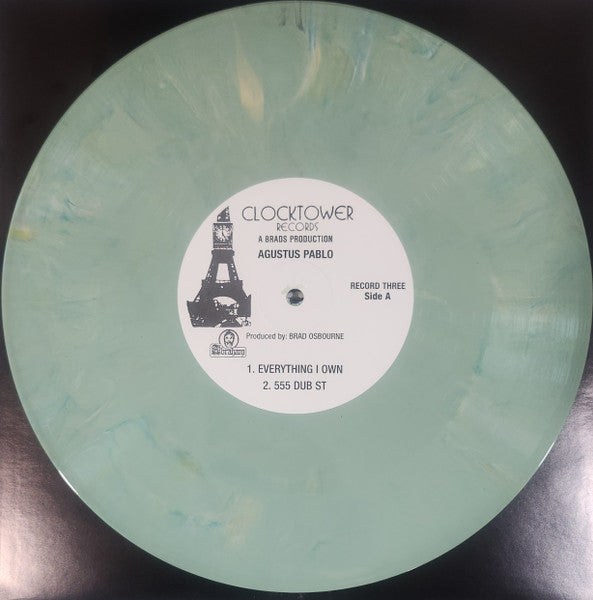 CLOCKTOWER
RECORDS
A BRADS PRODUCTION
AGUSTUS PABLO
RECORD THREE
Side A
Produced by: BRAD OSBOURNE
1. EVERYTHING I OWN
2. 555 DUB ST